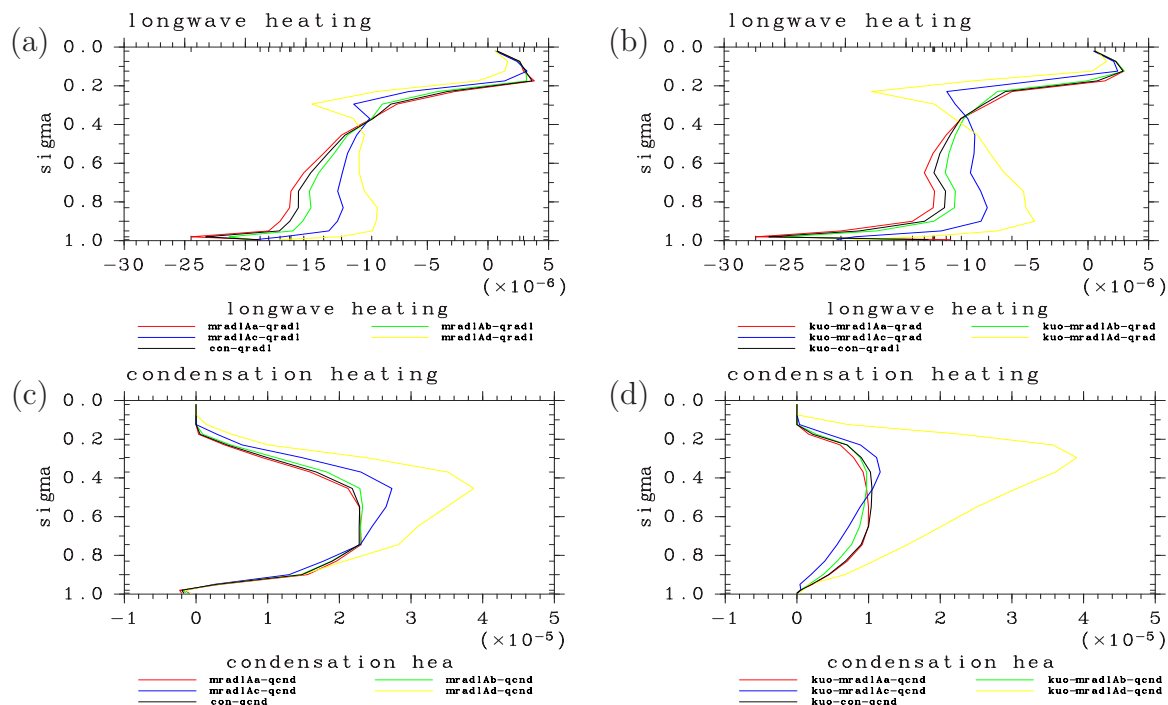 longwave heating
longwave heating
(a)
(b)
0.0
0.2
0.4
0.6
0.8
1.0
sigma
-30 -25 -20 -15 -10 -5 0 5
(×10⁻⁶)
0.0
0.2
0.4
0.6
0.8
1.0
sigma
-30 -25 -20 -15 -10 -5 0 5
(×10⁻⁶)
longwave heating
mradlAa-qradl
mradlAb-qradl
mradlAc-qradl
mradlAd-qradl
con-qradl
longwave heating
kuo-mradlAa-qrad
kuo-mradlAb-qrad
kuo-mradlAc-qrad
kuo-mradlAd-qrad
kuo-con-qradl
condensation heating
condensation heating
(c)
(d)
0.0
0.2
0.4
0.6
0.8
1.0
sigma
-1 0 1 2 3 4 5
(×10⁻⁵)
0.0
0.2
0.4
0.6
0.8
1.0
sigma
-1 0 1 2 3 4 5
(×10⁻⁵)
condensation hea
mradlAa-qcnd
mradlAb-qcnd
mradlAc-qcnd
mradlAd-qcnd
con-qcnd
condensation hea
kuo-mradlAa-qcnd
kuo-mradlAb-qcnd
kuo-mradlAc-qcnd
kuo-mradlAd-qcnd
kuo-con-qcnd